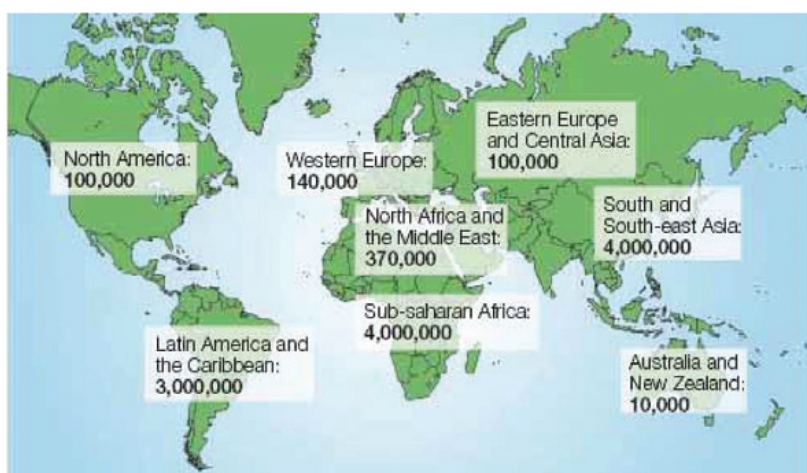 North America:
100,000
Western Europe:
140,000
Eastern Europe
and Central Asia:
100,000
North Africa and
the Middle East:
370,000
South and
South-east Asia:
4,000,000
Sub-saharan Africa:
4,000,000
Latin America and
the Caribbean:
3,000,000
Australia and
New Zealand:
10,000